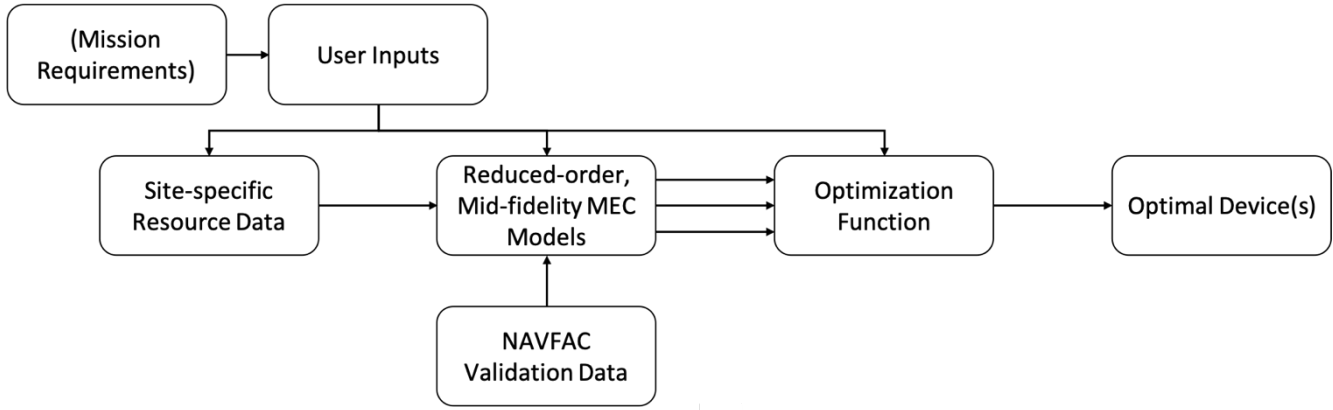 (Mission
Requirements)
User Inputs
Site-specific
Resource Data
Reduced-order,
Mid-fidelity MEC
Models
Optimization
Function
Optimal Device(s)
NAVFAC
Validation Data